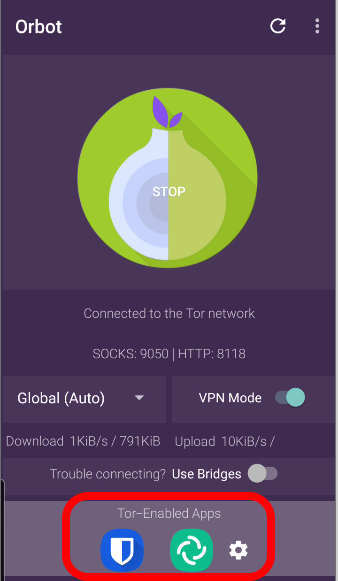 Orbot
STOP
Connected to the Tor network
SOCKS: 9050 | HTTP: 8118
Global (Auto)
VPN Mode
Download 1KiB/s / 791KiB
Upload 10KiB/s /
Trouble connecting? Use Bridges
Tor-Enabled Apps